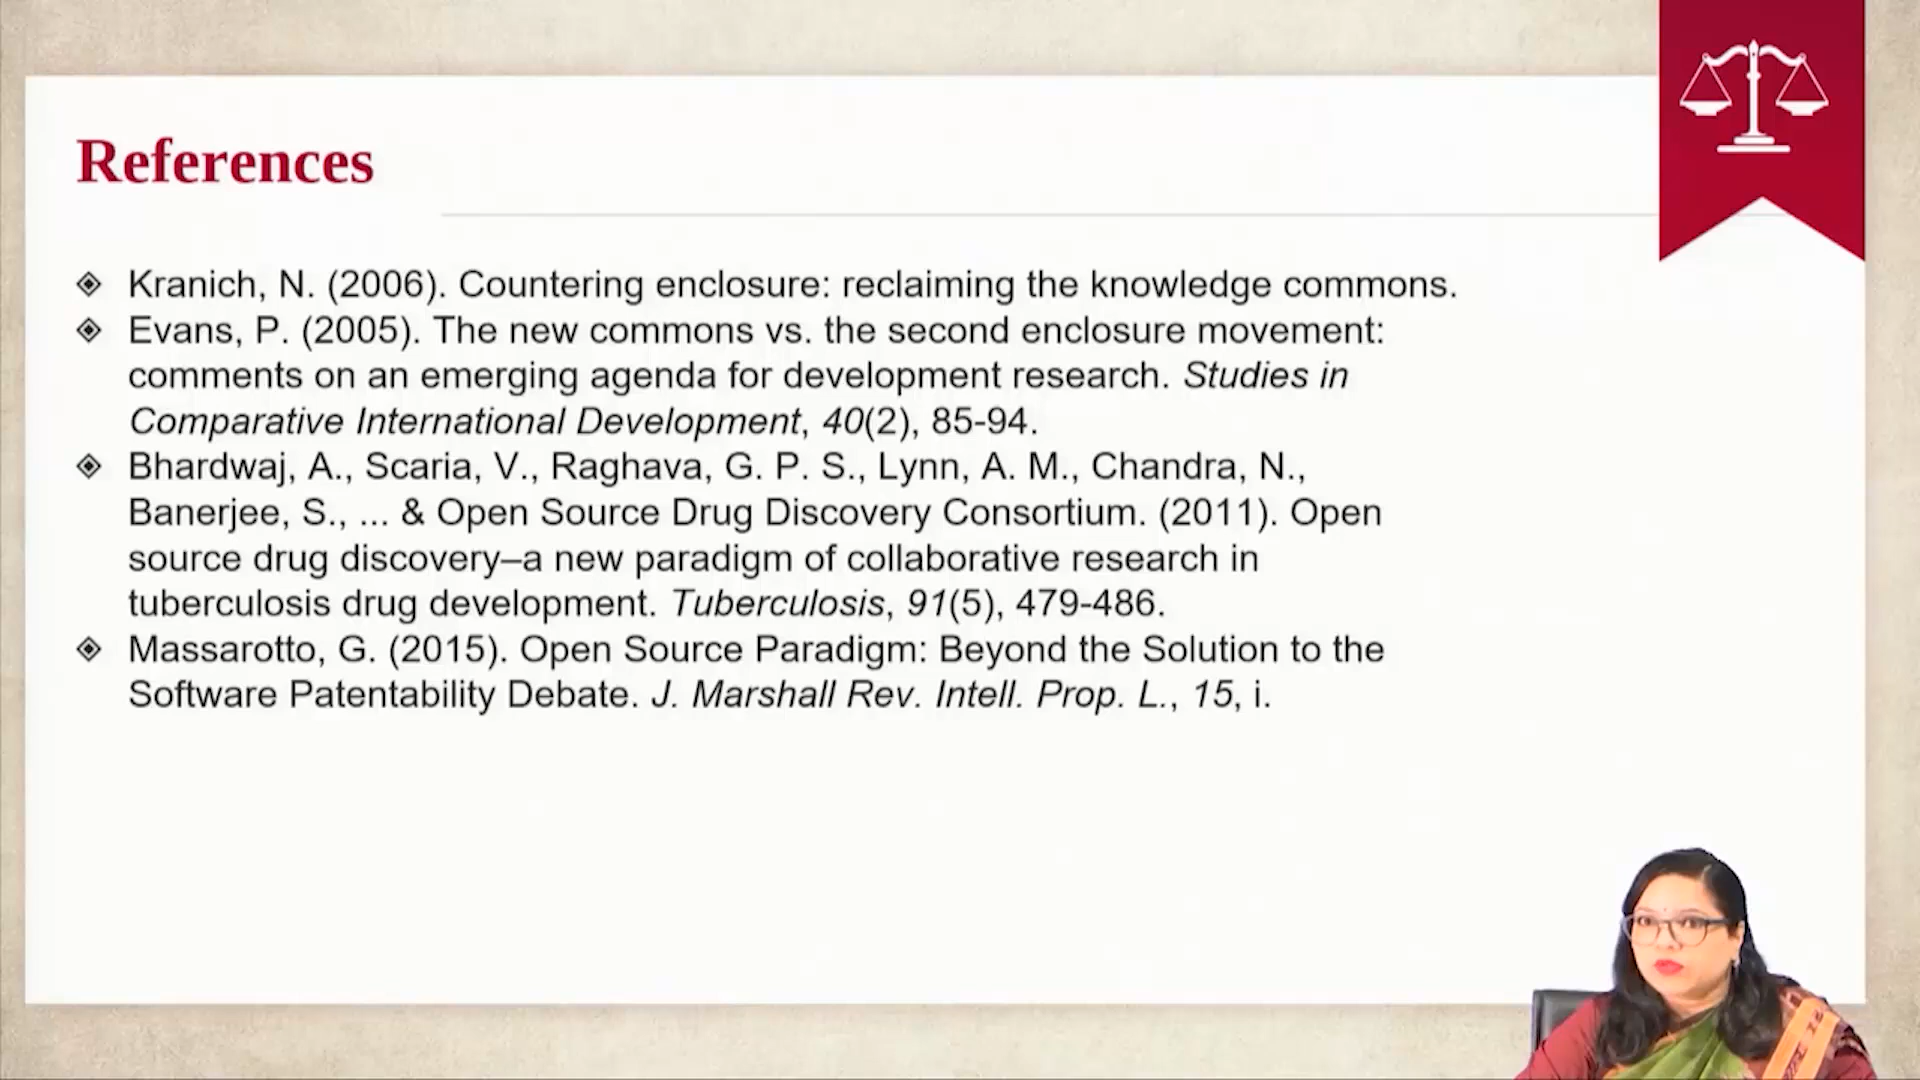 References
Kranich, N. (2006). Countering enclosure: reclaiming the knowledge commons.
Evans, P. (2005). The new commons vs. the second enclosure movement:
comments on an emerging agenda for development research. Studies in
Comparative International Development, 40(2), 85-94.
Bhardwaj, A., Scaria, V., Raghava, G. P. S., Lynn, A. M., Chandra, N.,
Banerjee, S., ... & Open Source Drug Discovery Consortium. (2011). Open
source drug discovery–a new paradigm of collaborative research in
tuberculosis drug development. Tuberculosis, 91(5), 479-486.
Massarotto, G. (2015). Open Source Paradigm: Beyond the Solution to the
Software Patentability Debate. J. Marshall Rev. Intell. Prop. L., 15, i.